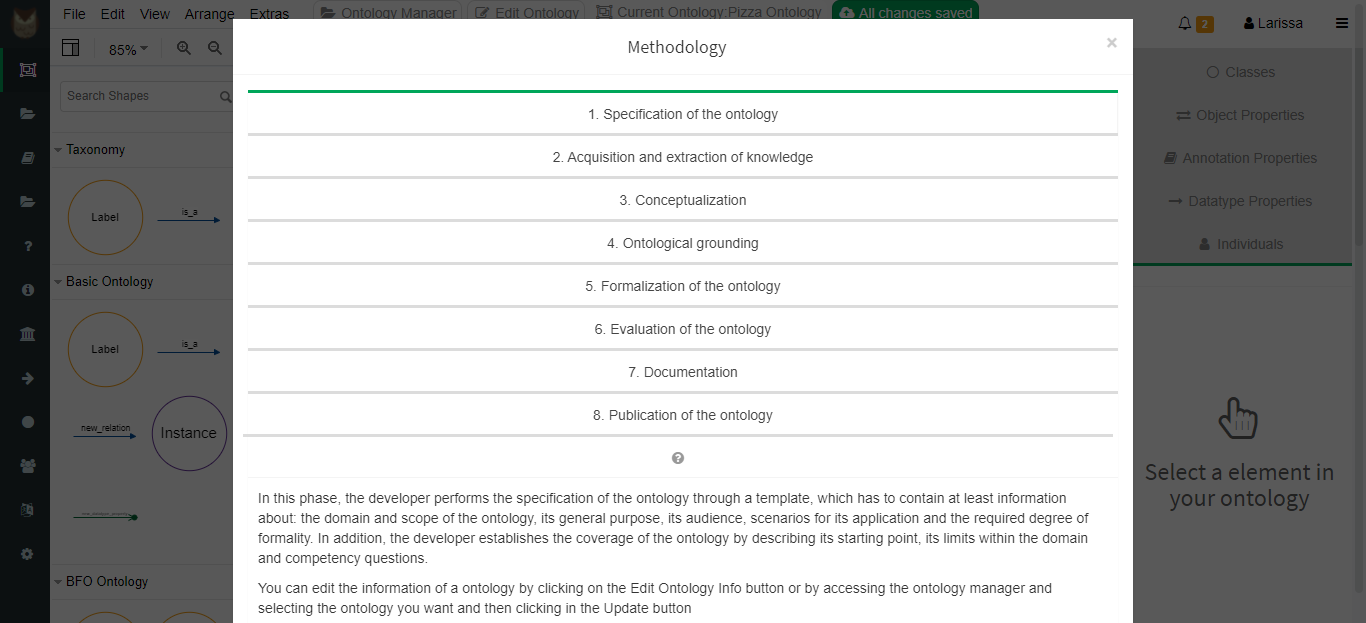 File Edit View Arrange Extras
Ontology Manager
Edit Ontology
Current Ontology:Pizza Ontology
All changes saved
2
Larissa
85%
Search Shapes
Taxonomy
Label
is_a
Basic Ontology
Label
is_a
new_relation
Instance
BFO Ontology
Methodology
×
1. Specification of the ontology
2. Acquisition and extraction of knowledge
3. Conceptualization
4. Ontological grounding
5. Formalization of the ontology
6. Evaluation of the ontology
7. Documentation
8. Publication of the ontology
In this phase, the developer performs the specification of the ontology through a template, which has to contain at least information
about: the domain and scope of the ontology, its general purpose, its audience, scenarios for its application and the required degree of
formality. In addition, the developer establishes the coverage of the ontology by describing its starting point, its limits within the domain
and competency questions.
You can edit the information of a ontology by clicking on the Edit Ontology Info button or by accessing the ontology manager and
selecting the ontology you want and then clicking in the Update button
Classes
Object Properties
Annotation Properties
Datatype Properties
Individuals
Select a element in
your ontology